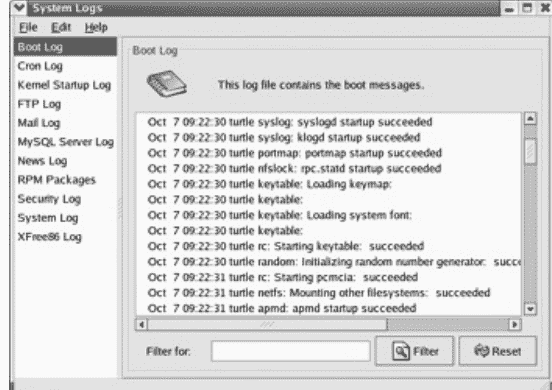 System Logs
File Edit Help
Boot Log
Cron Log
Kernel Startup Log
FTP Log
Mail Log
MySQL Server Log
News Log
RPM Packages
Security Log
System Log
XFree86 Log
Boot Log
This log file contains the boot messages.
Oct 7 09:22:30 turtle syslog: syslogd startup succeeded
Oct 7 09:22:30 turtle syslog: klogd startup succeeded
Oct 7 09:22:30 turtle portmap: portmap startup succeeded
Oct 7 09:22:30 turtle nfslock: rpc.statd startup succeeded
Oct 7 09:22:30 turtle keytable: Loading keymap:
Oct 7 09:22:30 turtle keytable:
Oct 7 09:22:30 turtle keytable: Loading system font:
Oct 7 09:22:30 turtle keytable:
Oct 7 09:22:30 turtle rc: Starting keytable: succeeded
Oct 7 09:22:30 turtle random: Initializing random number generator: succe
Oct 7 09:22:31 turtle rc: Starting pcmcia: succeeded
Oct 7 09:22:31 turtle netfs: Mounting other filesystems: succeeded
Oct 7 09:22:31 turtle apmd: apmd startup succeeded
Filter for: Filter Reset